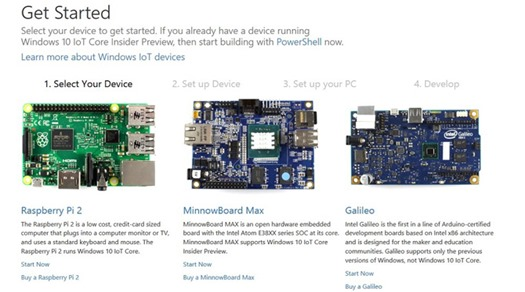 Get Started
Select your device to get started. If you already have a device running
Windows 10 IoT Core Insider Preview, then start building with PowerShell now.
Learn more about Windows IoT devices
1. Select Your Device
2. Set up Device
3. Set up your PC
4. Develop
HDMI
intel Galileo
Raspberry Pi 2
The Raspberry Pi 2 is a low cost, credit-card sized
computer that plugs into a computer monitor or TV,
and uses a standard keyboard and mouse. The
Raspberry Pi 2 runs Windows 10 IoT Core.
Start Now
Buy a Raspberry Pi 2
MinnowBoard Max
MinnowBoard MAX is an open hardware embedded
board with the Intel Atom E38XX series SOC at its core.
MinnowBoard MAX supports Windows 10 IoT Core
Insider Preview.
Start Now
Buy a MinnowBoard Max
Galileo
Intel Galileo is the first in a line of Arduino-certified
development boards based on Intel x86 architecture
and is designed for the maker and education
communities. Galileo supports only the previous
versions of Windows, not Windows 10 IoT Core.
Start Now
Buy a Galileo